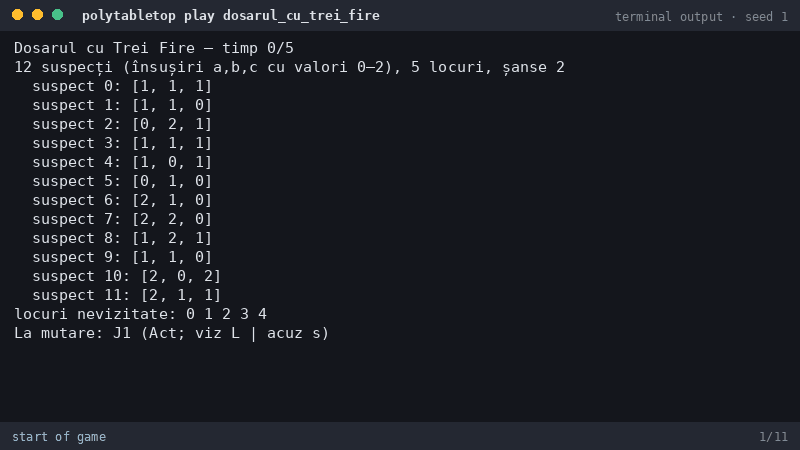 polytabletop play dosarul_cu_trei_fire
terminal output · seed 1
Dosarul cu Trei Fire — timp 0/5
12 suspecți (însușiri a,b,c cu valori 0–2), 5 locuri, șanse 2
suspect 0: [1, 1, 1]
suspect 1: [1, 1, 0]
suspect 2: [0, 2, 1]
suspect 3: [1, 1, 1]
suspect 4: [1, 0, 1]
suspect 5: [0, 1, 0]
suspect 6: [2, 1, 0]
suspect 7: [2, 2, 0]
suspect 8: [1, 2, 1]
suspect 9: [1, 1, 0]
suspect 10: [2, 0, 2]
suspect 11: [2, 1, 1]
locuri nevizitate: 0 1 2 3 4
La mutare: J1 (Act; viz L | acuz s)
start of game
1/11